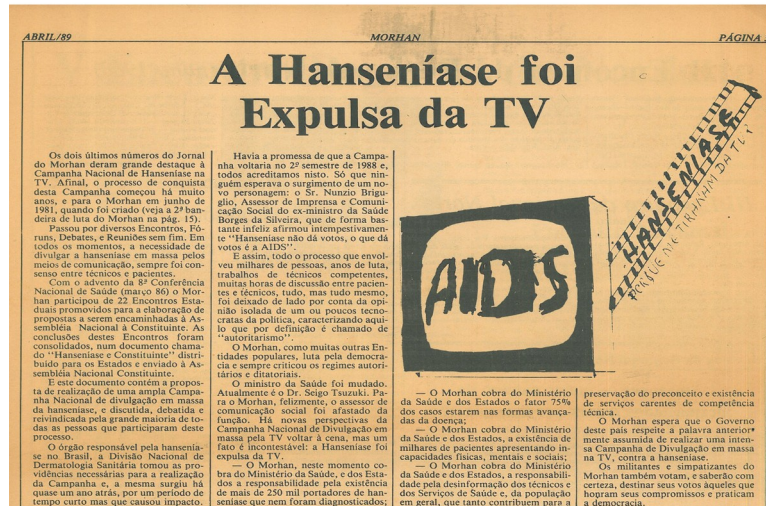 ABRIL/89
MORHAN
PÁGINA
A Hanseníase foi
Expulsa da TV
Os dois últimos números do Jornal
do Morhan deram grande destaque à
Campanha Nacional de Hanseníase na
TV. Afinal, o processo de conquista
desta Campanha começou há muito
anos, e para o Morhan em junho de
1981, quando foi criado (veja a 2ª ban-
deira de luta do Morhan na pág. 15).
Passou por diversos Encontros, Fó-
runs, Debates, e Reuniões sem fim. Em
todos os momentos, a necessidade de
divulgar a hanseníase em massa pelos
meios de comunicação, sempre foi con-
senso entre técnicos e pacientes.
Com o advento da 8ª Conferência
Nacional de Saúde (março 86) o Mor-
han participou de 22 Encontros Esta-
duais promovidos para a elaboração de
propostas a serem encaminhadas à As-
sembléia Nacional à Constituinte. As
conclusões destes Encontros foram
consolidados, num documento chama-
do "Hanseníase e Constituinte" distri-
buído para os Estados e enviado à As-
sembléia Nacional Constituinte.
E este documento contém a propos-
ta de realização de uma ampla Campa-
nha Nacional de divulgação em massa
da hanseníase, e discutida, debatida e
reivindicada pela grande maioria de to-
das as pessoas que participaram deste
processo.
O órgão responsável pela hansenía-
se no Brasil, a Divisão Nacional de
Dermatologia Sanitária tomou as pro-
vidências necessárias para a realização
da Campanha e, a mesma surgiu há
quase um ano atrás, por um período de
tempo curto mas que causou impacto.
Havia a promessa de que a Campa-
nha voltaria no 2º semestre de 1988 e,
todos acreditamos nisto. Só que nin-
guém esperava o surgimento de um no-
vo personagem: o Sr. Nunzio Brigu-
glio, Assessor de Imprensa e Comuni-
cação Social do ex-ministro da Saúde
Borges da Silveira, que de forma bas-
tante infeliz afirmou intempestivamente
"Hanseníase não dá votos, o que dá
votos é a AIDS".
E assim, todo o processo que envol-
veu milhares de pessoas, anos de luta,
trabalhos de técnicos competentes,
muitas horas de discussão entre pacien-
tes e técnicos, tudo, mas tudo mesmo,
foi deixado de lado por conta da opi-
nião isolada de um ou poucos tecno-
cratas da política, caracterizando aqui-
lo que por definição é chamado de
"autoritarismo".
O Morhan, como muitas outras En-
tidades populares, luta pela democra-
cia e sempre criticou os regimes autori-
tários e ditatoriais.
O ministro da Saúde foi mudado.
Atualmente é o Dr. Seigo Tsuzuki. Pa-
ra o Morhan, felizmente, o assessor de
comunicação social foi afastado da
função. Há novas perspectivas da
Campanha Nacional de Divulgação em
massa pela TV voltar à cena, mas um
fato é incontestável: a Hanseníase foi
expulsa da TV.
— O Morhan, neste momento co-
bra do Ministério da Saúde, e dos Esta-
dos a responsabilidade pela existência
de mais de 250 mil portadores de han-
seníase que nem foram diagnosticados;
AIDS
HANSENÍASE
PORQUE ME TIRARAM DA TV?
— O Morhan cobra do Ministério
da Saúde e dos Estados o fator 75%
dos casos estarem nas formas avança-
das da doença;
— O Morhan cobra do Ministério
da Saúde e dos Estados, a existência de
milhares de pacientes apresentando in-
capacidades físicas, mentais e sociais;
— O Morhan cobra do Ministério
da Saúde e dos Estados, a responsabili-
dade pela desinformação dos técnicos e
dos Serviços de Saúde e, da população
em geral, que tanto contribuem para a
preservação do preconceito e existência
de serviços carentes de competência
técnica.
O Morhan espera que o Governo
deste país respeite a palavra anterior-
mente assumida de realizar uma inten-
sa Campanha de Divulgação em massa
na TV, contra a hanseníase.
Os militantes e simpatizantes do
Morhan também votam, e saberão com
certeza, destinar seus votos àqueles que
honram seus compromissos e praticam
a democracia.